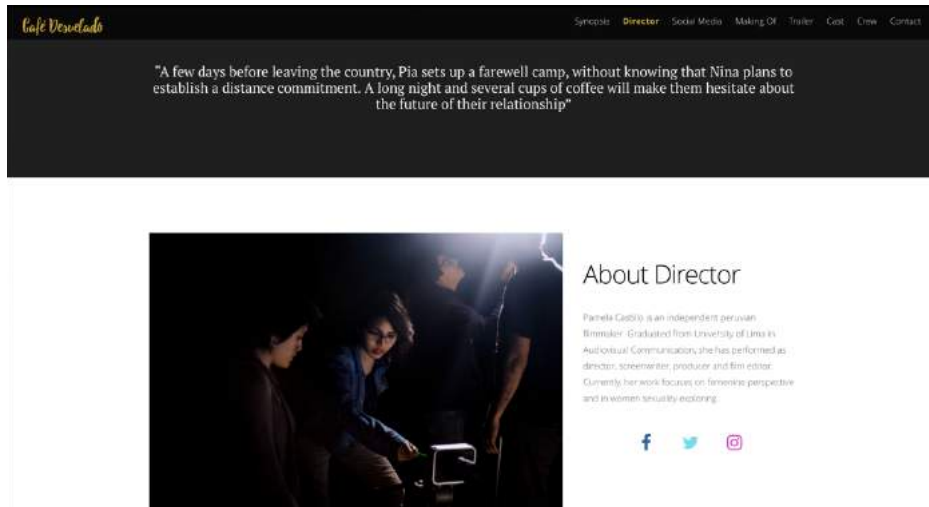 Café Desvelado
Synopsis Director Social Media Making Of Trailer Cast Crew Contact
"A few days before leaving the country, Pia sets up a farewell camp, without knowing that Nina plans to
establish a distance commitment. A long night and several cups of coffee will make them hesitate about
the future of their relationship"
About Director
Pamela Castillo is an independent peruvian
filmmaker. Graduated from University of Lima in
Audiovisual Communication, she has performed as
director, screenwriter, producer and film editor.
Currently, her work focuses on femenine perspective
and in women sexuality exploring.